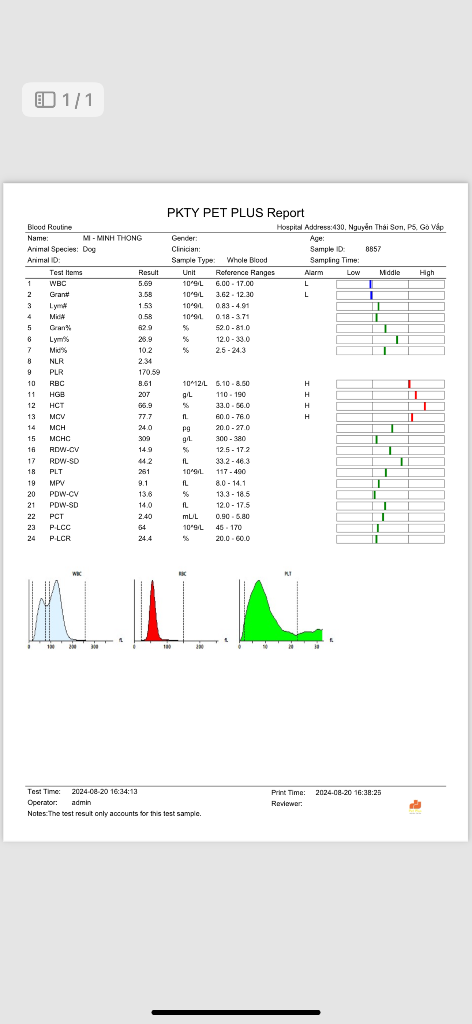 1/1
PKTY PET PLUS Report
Blood Routine Hospital Address:430, Nguyễn Thái Sơn, P5, Gò Vấp
Name: MI - MINH THONG Gender: Age:
Animal Species: Dog Clinician: Sample ID: 8857
Animal ID: Sample Type: Whole Blood Sampling Time:
Test Items Result Unit Reference Ranges Alarm Low Middle High
1 WBC 5.69 10^9/L 6.00 - 17.00 L
2 Gran# 3.58 10^9/L 3.62 - 12.30 L
3 Lym# 1.53 10^9/L 0.83 - 4.91
4 Mid# 0.58 10^9/L 0.18 - 3.71
5 Gran% 62.9 % 52.0 - 81.0
6 Lym% 26.9 % 12.0 - 33.0
7 Mid% 10.2 % 2.5 - 24.3
8 NLR 2.34
9 PLR 170.59
10 RBC 8.61 10^12/L 5.10 - 8.50 H
11 HGB 207 g/L 110 - 190 H
12 HCT 66.9 % 33.0 - 56.0 H
13 MCV 77.7 fL 60.0 - 76.0 H
14 MCH 24.0 pg 20.0 - 27.0
15 MCHC 309 g/L 300 - 380
16 RDW-CV 14.9 % 12.5 - 17.2
17 RDW-SD 44.2 fL 33.2 - 46.3
18 PLT 261 10^9/L 117 - 490
19 MPV 9.1 fL 8.0 - 14.1
20 PDW-CV 13.6 % 13.3 - 18.5
21 PDW-SD 14.0 fL 12.0 - 17.5
22 PCT 2.40 mL/L 0.90 - 5.80
23 P-LCC 64 10^9/L 45 - 170
24 P-LCR 24.4 % 20.0 - 60.0
WBC RBC PLT
fL fL fL
0 100 200 300 0 100 200 0 10 20 30
Test Time: 2024-08-20 16:34:13 Print Time: 2024-08-20 16:38:26
Operator: admin Reviewer:
Notes:The test result only accounts for this test sample.